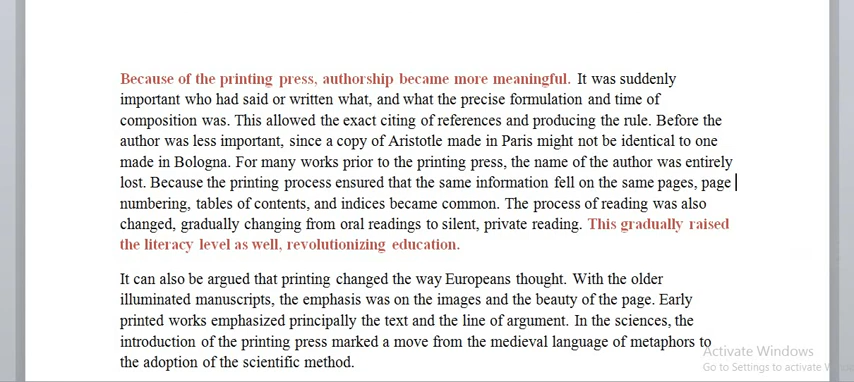 Because of the printing press, authorship became more meaningful. It was suddenly
important who had said or written what, and what the precise formulation and time of
composition was. This allowed the exact citing of references and producing the rule. Before the
author was less important, since a copy of Aristotle made in Paris might not be identical to one
made in Bologna. For many works prior to the printing press, the name of the author was entirely
lost. Because the printing process ensured that the same information fell on the same pages, page
numbering, tables of contents, and indices became common. The process of reading was also
changed, gradually changing from oral readings to silent, private reading. This gradually raised
the literacy level as well, revolutionizing education.
It can also be argued that printing changed the way Europeans thought. With the older
illuminated manuscripts, the emphasis was on the images and the beauty of the page. Early
printed works emphasized principally the text and the line of argument. In the sciences, the
introduction of the printing press marked a move from the medieval language of metaphors to
the adoption of the scientific method.
Activate Windows
Go to Settings to activate